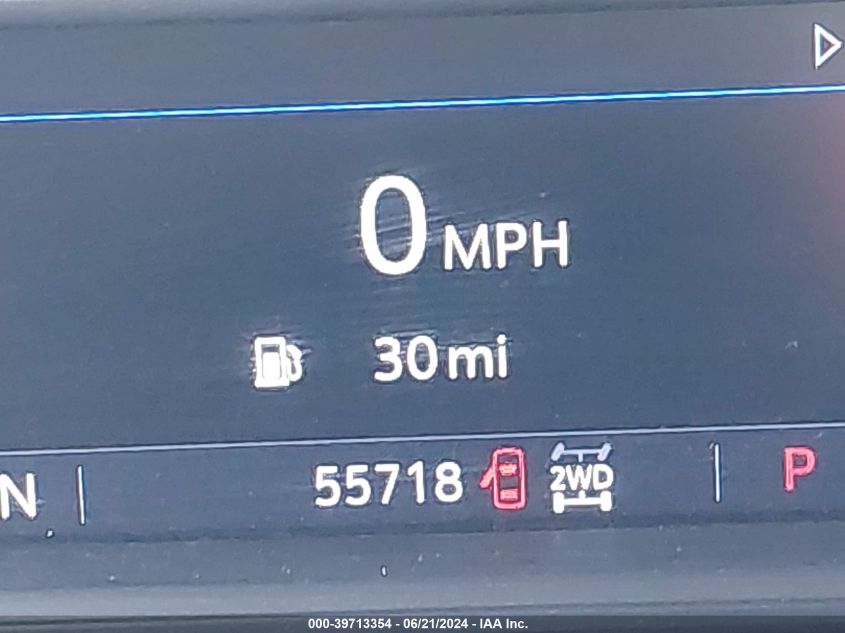 0 MPH
30 mi
N 55718 2WD P
000-39713354 - 06/21/2024 - IAA Inc.